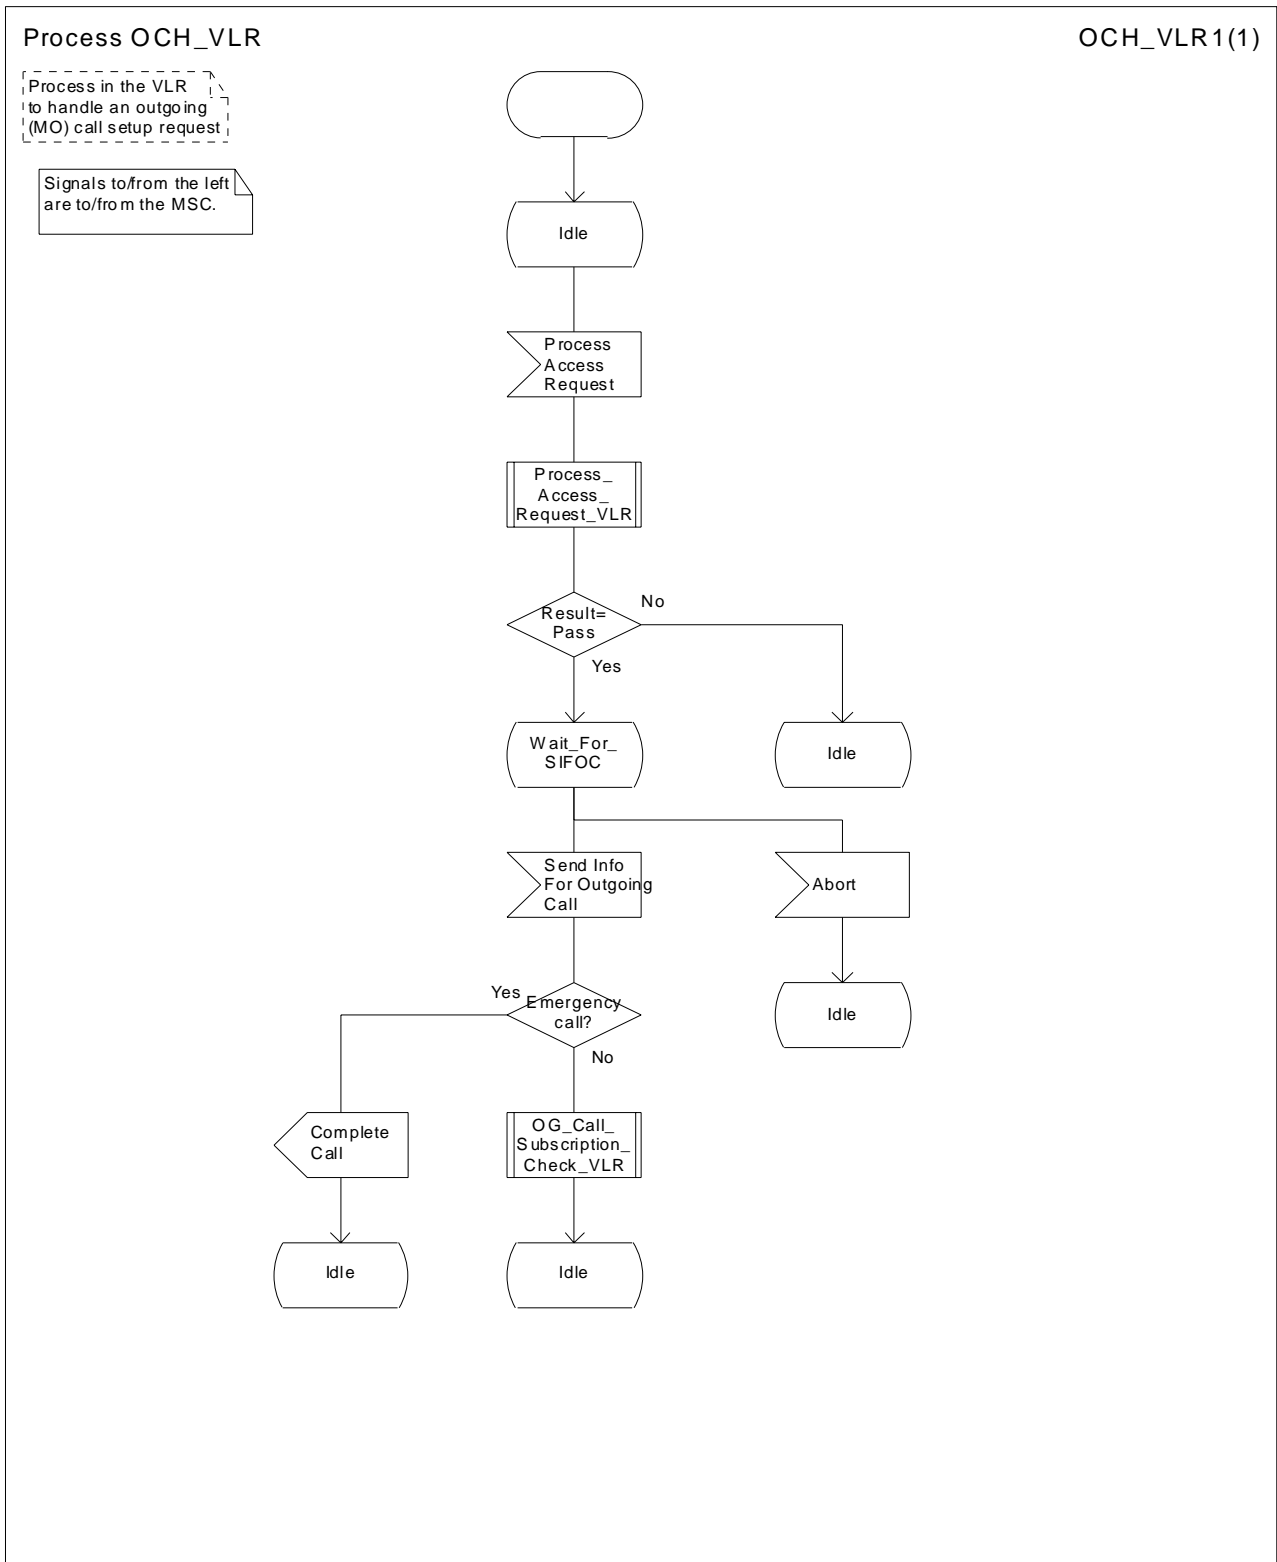 Process OCH_VLR
OCH_VLR1(1)
Process in the VLR
to handle an outgoing
(MO) call setup request
Signals to/from the left
are to/from the MSC.
Idle
Process
Access
Request
Process_
Access_
Request_VLR
Result=
Pass
No
Yes
Wait_For_
SIFOC
Idle
Send Info
For Outgoing
Call
Abort
Yes
Emergency
call?
No
Idle
Complete
Call
OG_Call_
Subscription_
Check_VLR
Idle
Idle